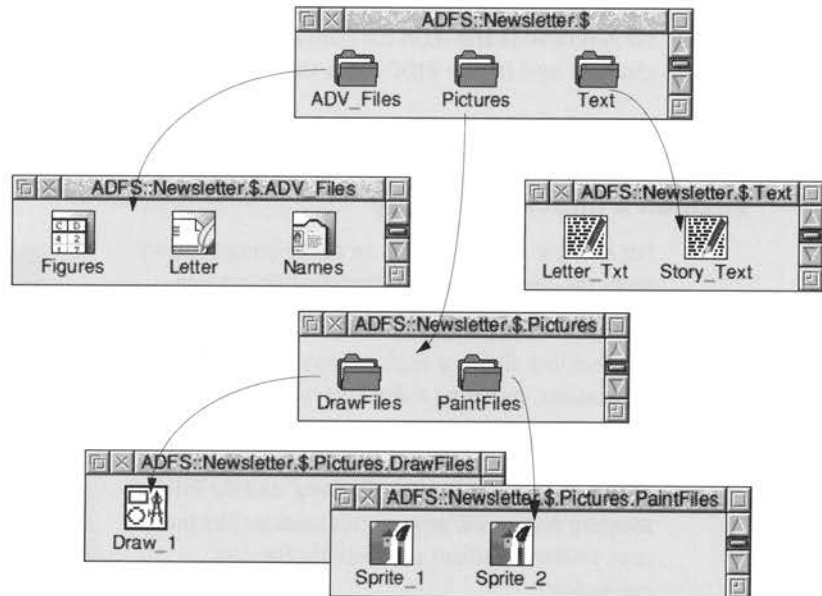 ADFS::Newsletter.$
ADV_Files Pictures Text
ADFS::Newsletter.$.ADV_Files
Figures Letter Names
ADFS::Newsletter.$.Text
Letter_Txt Story_Text
ADFS::Newsletter.$.Pictures
DrawFiles PaintFiles
ADFS::Newsletter.$.Pictures.DrawFiles
Draw_1
ADFS::Newsletter.$.Pictures.PaintFiles
Sprite_1 Sprite_2